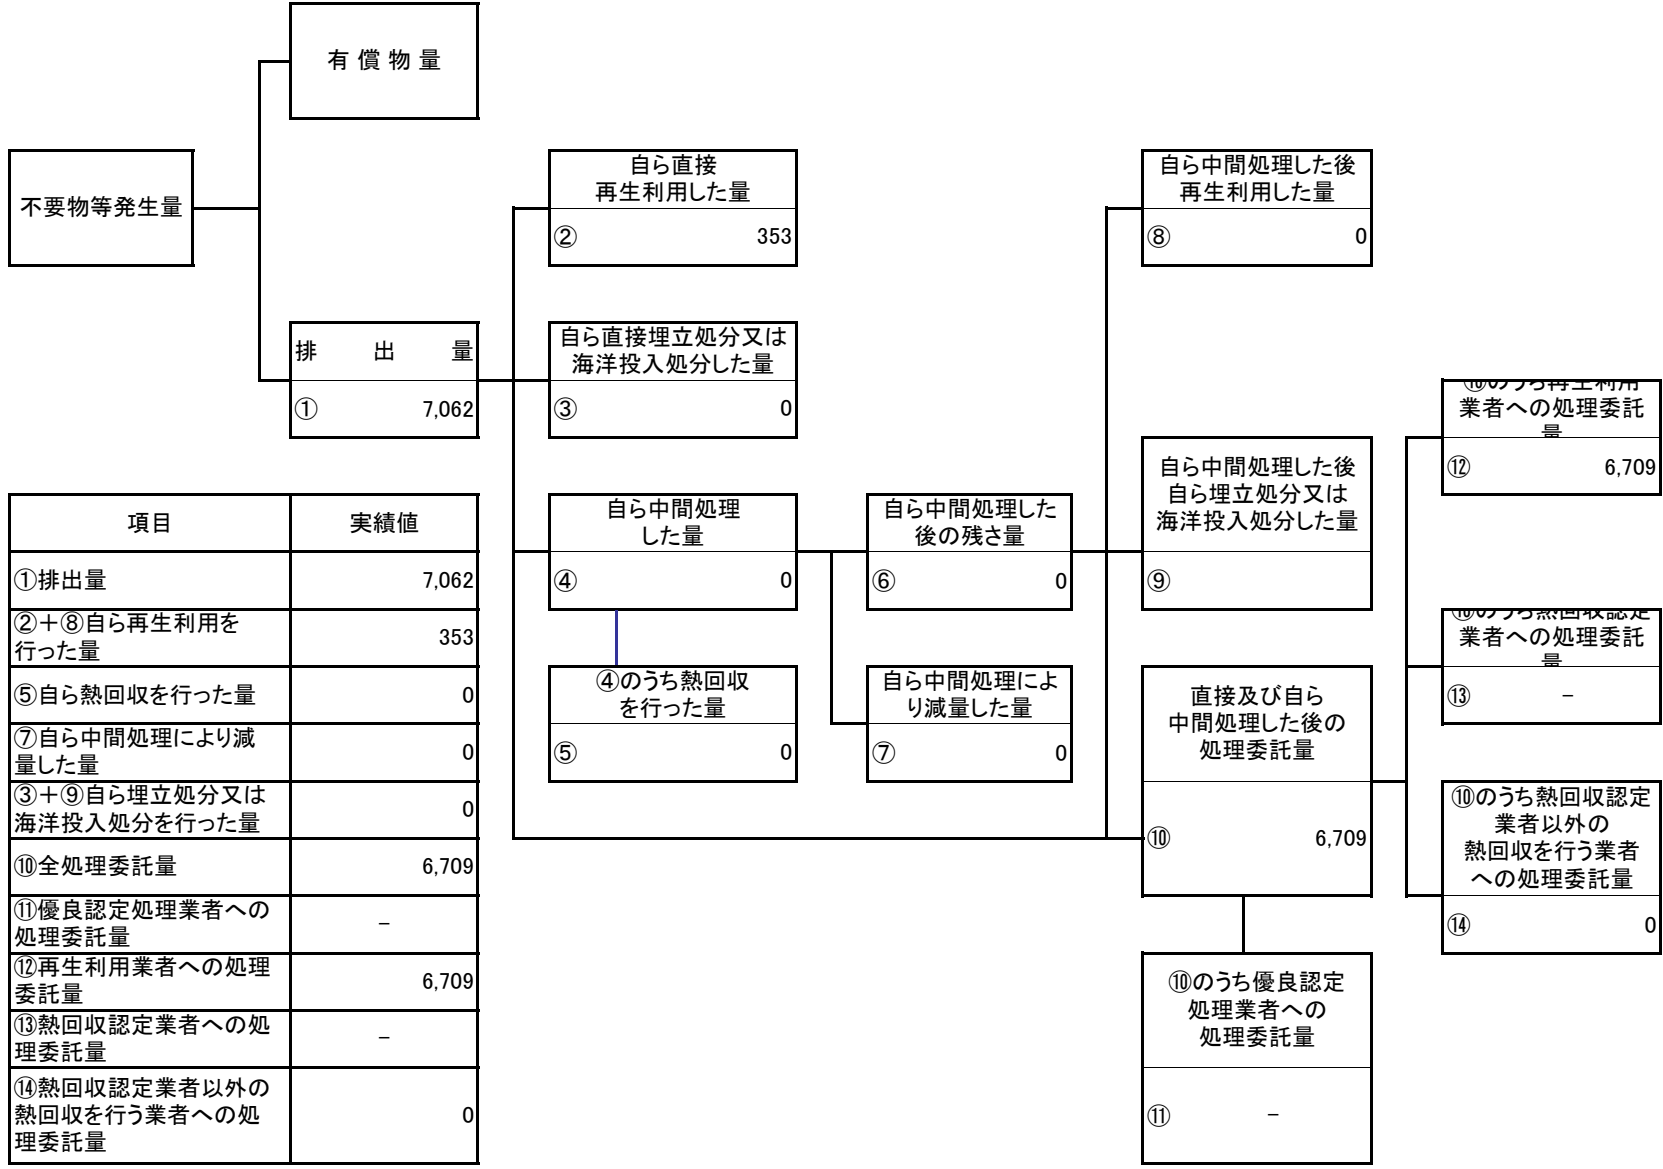 有 償 物 量
不要物等発生量
自ら直接
再生利用した量
② 353
自ら中間処理した後
再生利用した量
⑧ 0
排 出 量
① 7,062
自ら直接埋立処分又は
海洋投入処分した量
③ 0
⑩のうち再生利用
業者への処理委託
量
⑫ 6,709
自ら中間処理した後
自ら埋立処分又は
海洋投入処分した量
⑨
自ら中間処理
した量
④ 0
自ら中間処理した
後の残さ量
⑥ 0
⑩のうち熱回収認定
業者への処理委託
量
⑬ －
④のうち熱回収
を行った量
⑤ 0
自ら中間処理によ
り減量した量
⑦ 0
直接及び自ら
中間処理した後の
処理委託量
⑩ 6,709
⑩のうち熱回収認定
業者以外の
熱回収を行う業者
への処理委託量
⑭ 0
⑩のうち優良認定
処理業者への
処理委託量
⑪ －
項目 実績値
①排出量 7,062
②＋⑧自ら再生利用を
行った量 353
⑤自ら熱回収を行った量 0
⑦自ら中間処理により減
量した量 0
③＋⑨自ら埋立処分又は
海洋投入処分を行った量 0
⑩全処理委託量 6,709
⑪優良認定処理業者への
処理委託量 －
⑫再生利用業者への処理
委託量 6,709
⑬熱回収認定業者への処
理委託量 －
⑭熱回収認定業者以外の
熱回収を行う業者への処
理委託量 0